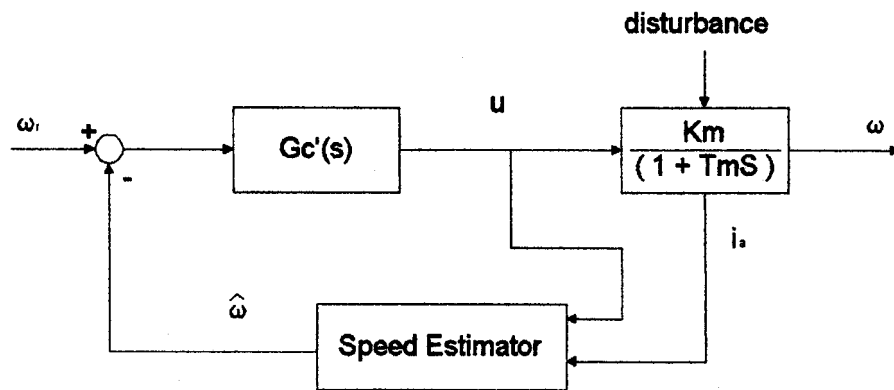 disturbance
ωr
+
-
Gc'(s)
u
Km
( 1 + TmS )
ω
ia
ω̂
Speed Estimator